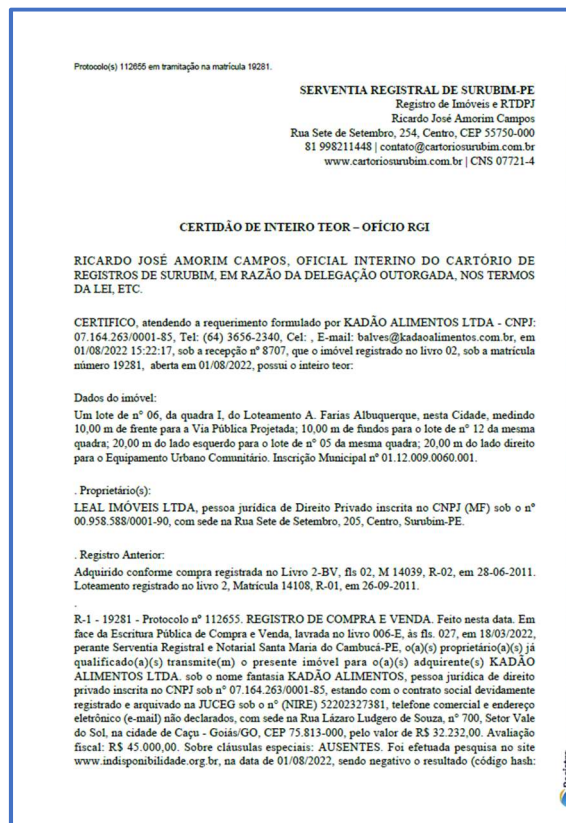 Protocolo(s) 112655 em tramitação na matrícula 19281.
SERVENTIA REGISTRAL DE SURUBIM-PE
Registro de Imóveis e RTDPJ
Ricardo José Amorim Campos
Rua Sete de Setembro, 254, Centro, CEP 55750-000
81 998211448 | contato@cartoriosurubim.com.br
www.cartoriosurubim.com.br | CNS 07721-4
CERTIDÃO DE INTEIRO TEOR – OFÍCIO RGI
RICARDO JOSÉ AMORIM CAMPOS, OFICIAL INTERINO DO CARTÓRIO DE
REGISTROS DE SURUBIM, EM RAZÃO DA DELEGAÇÃO OUTORGADA, NOS TERMOS
DA LEI, ETC.
CERTIFICO, atendendo a requerimento formulado por KADÃO ALIMENTOS LTDA - CNPJ:
07.164.263/0001-85, Tel: (64) 3656-2340, Cel: , E-mail: balves@kadaoalimentos.com.br, em
01/08/2022 15:22:17, sob a recepção nº 8707, que o imóvel registrado no livro 02, sob a matrícula
número 19281, aberta em 01/08/2022, possui o inteiro teor:
Dados do imóvel:
Um lote de n° 06, da quadra I, do Loteamento A. Farias Albuquerque, nesta Cidade, medindo
10,00 m de frente para a Via Pública Projetada; 10,00 m de fundos para o lote de n° 12 da mesma
quadra; 20,00 m do lado esquerdo para o lote de n° 05 da mesma quadra; 20,00 m do lado direito
para o Equipamento Urbano Comunitário. Inscrição Municipal n° 01.12.009.0060.001.
. Proprietário(s):
LEAL IMÓVEIS LTDA, pessoa jurídica de Direito Privado inscrita no CNPJ (MF) sob o n°
00.958.588/0001-90, com sede na Rua Sete de Setembro, 205, Centro, Surubim-PE.
. Registro Anterior:
Adquirido conforme compra registrada no Livro 2-BV, fls 02, M 14039, R-02, em 28-06-2011.
Loteamento registrado no livro 2, Matrícula 14108, R-01, em 26-09-2011.
.
R-1 - 19281 - Protocolo n° 112655. REGISTRO DE COMPRA E VENDA. Feito nesta data. Em
face da Escritura Pública de Compra e Venda, lavrada no livro 006-E, às fls. 027, em 18/03/2022,
perante Serventia Registral e Notarial Santa Maria do Cambucá-PE, o(a)(s) proprietário(a)(s) já
qualificado(a)(s) transmite(m) o presente imóvel para o(a)(s) adquirente(s) KADÃO
ALIMENTOS LTDA. sob o nome fantasia KADÃO ALIMENTOS, pessoa jurídica de direito
privado inscrita no CNPJ sob n° 07.164.263/0001-85, estando com o contrato social devidamente
registrado e arquivado na JUCEG sob o n° (NIRE) 52202327381, telefone comercial e endereço
eletrônico (e-mail) não declarados, com sede na Rua Lázaro Ludgero de Souza, n° 700, Setor Vale
do Sol, na cidade de Caçu - Goiás/GO, CEP 75.813-000, pelo valor de R$ 32.232,00. Avaliação
fiscal: R$ 45.000,00. Sobre cláusulas especiais: AUSENTES. Foi efetuada pesquisa no site
www.indisponibilidade.org.br, na data de 01/08/2022, sendo negativo o resultado (código hash: